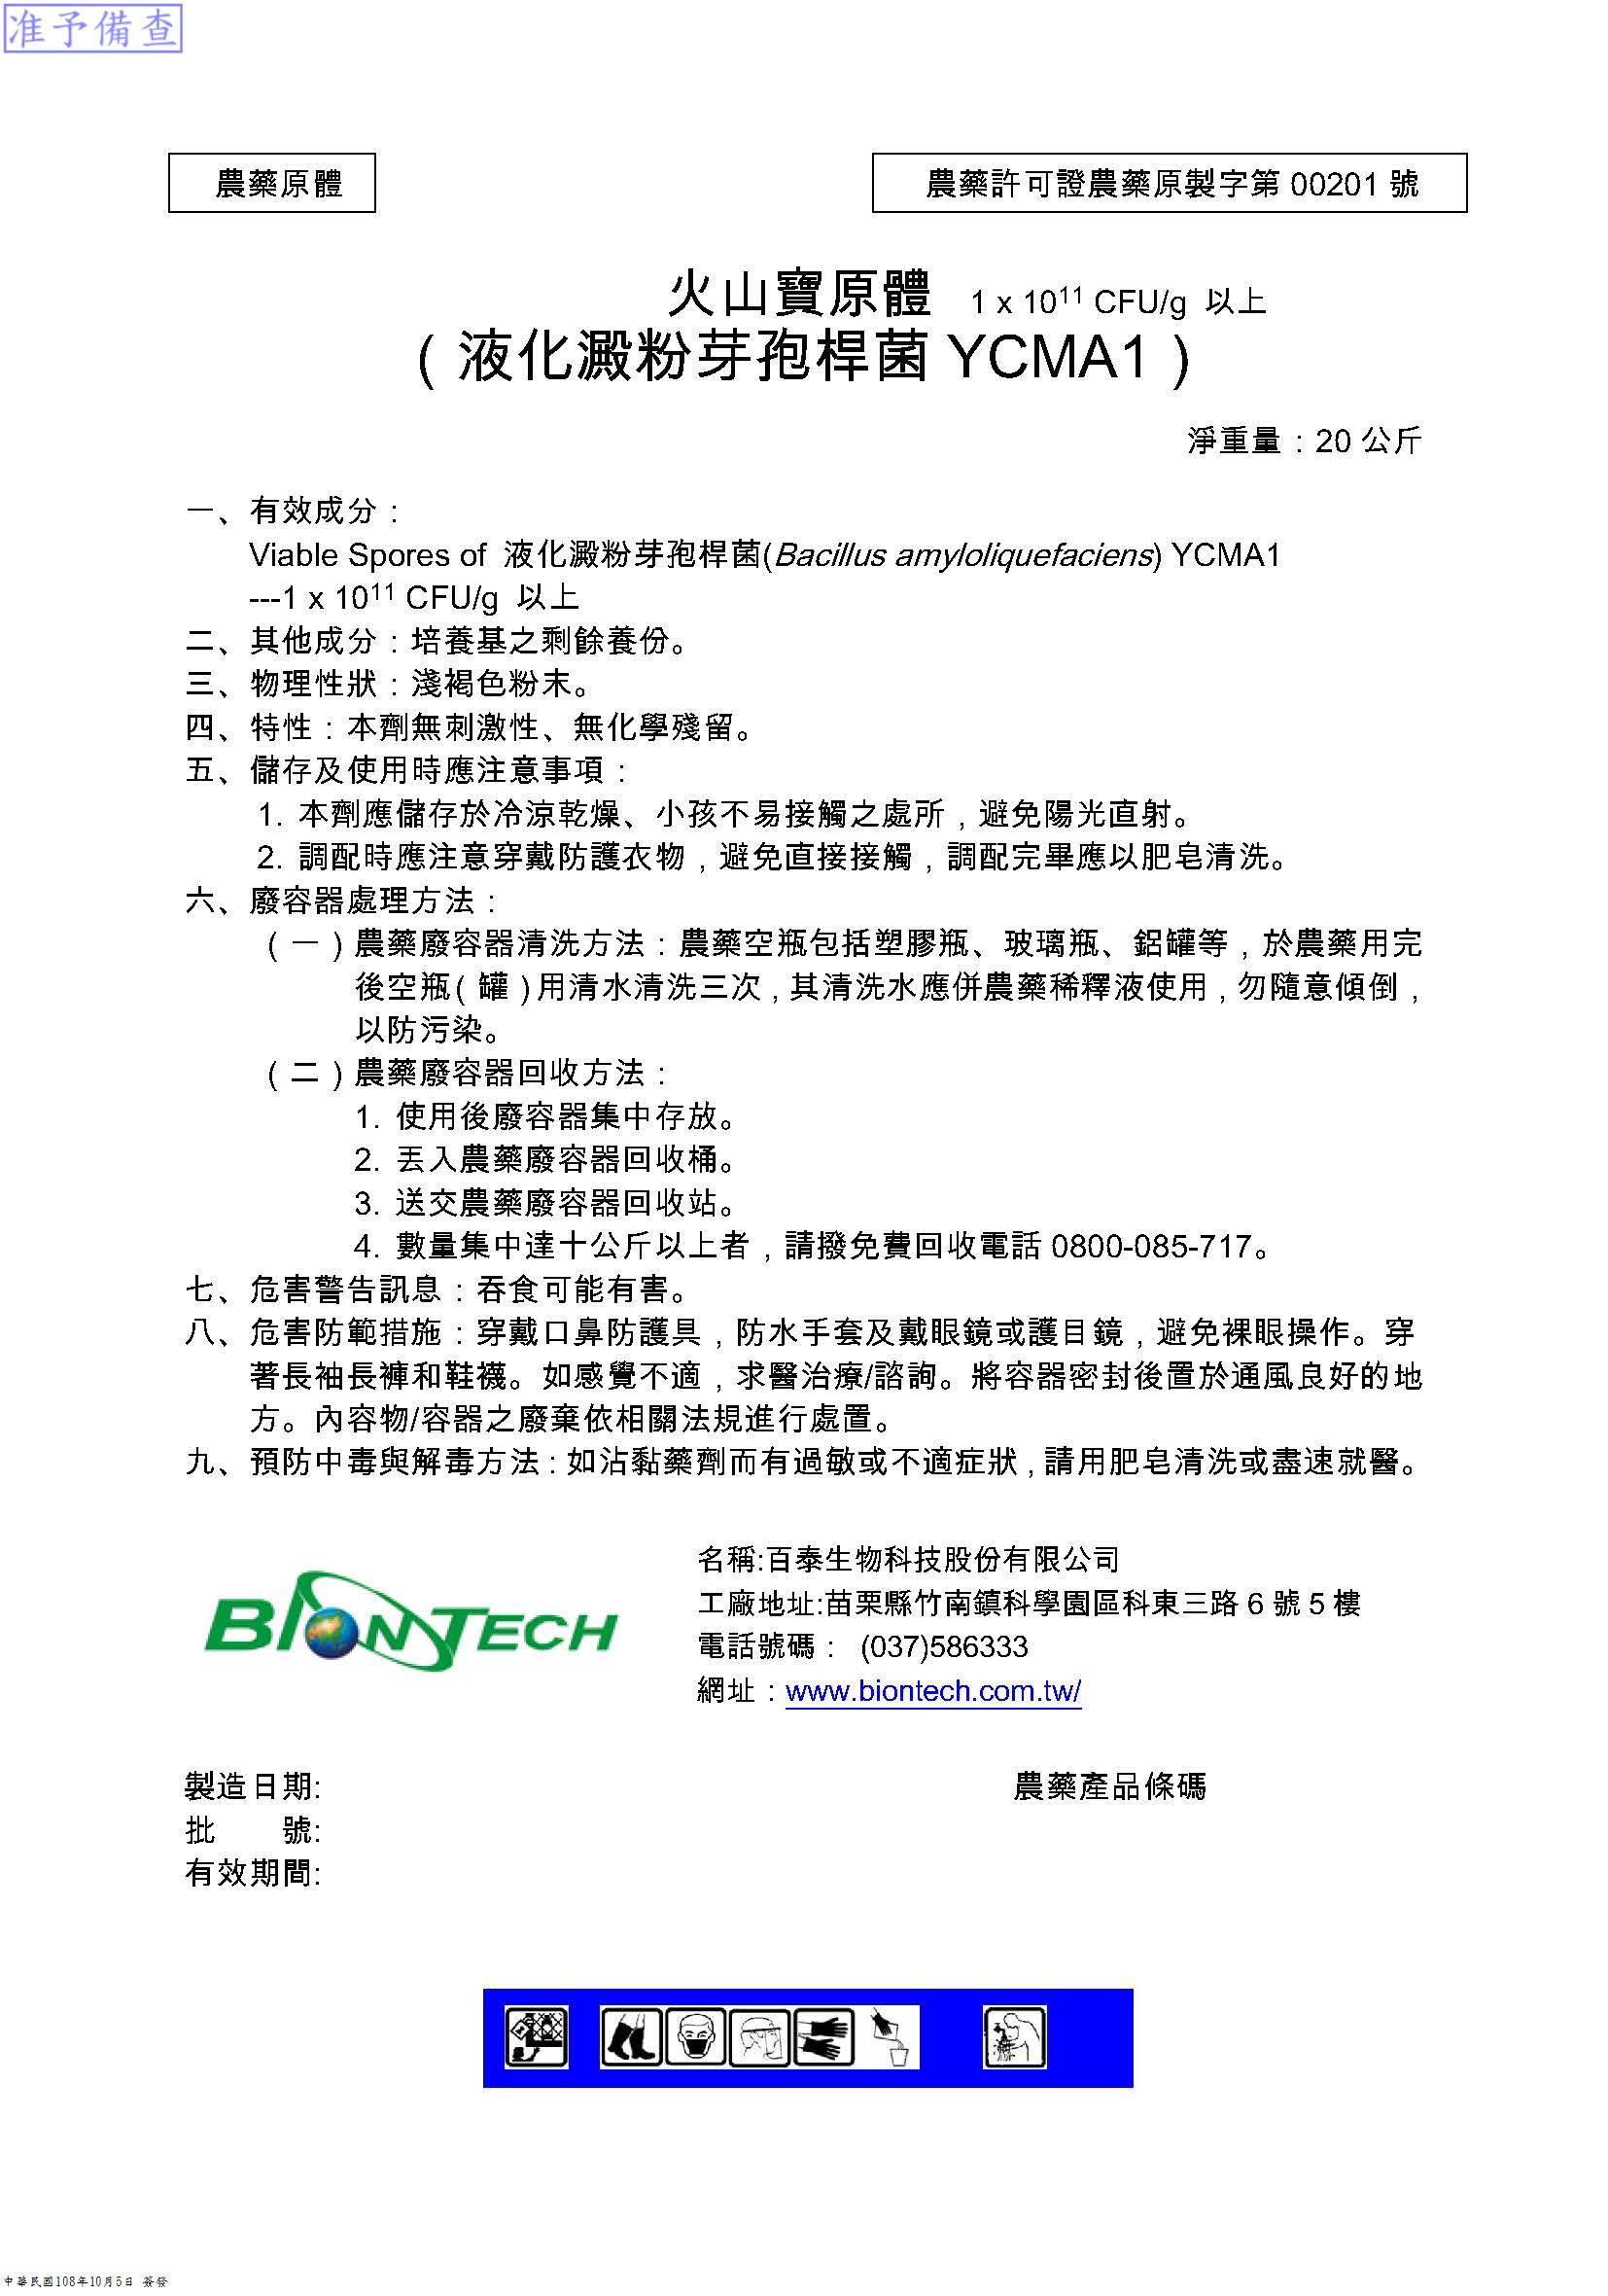 准予備查
農藥原體
農藥許可證農藥原製字第 00201 號
火山寶原體 1 x 10¹¹ CFU/g 以上
（液化澱粉芽孢桿菌 YCMA1）
淨重量：20 公斤
一、有效成分：
Viable Spores of 液化澱粉芽孢桿菌(Bacillus amyloliquefaciens) YCMA1
---1 x 10¹¹ CFU/g 以上
二、其他成分：培養基之剩餘養份。
三、物理性狀：淺褐色粉末。
四、特性：本劑無刺激性、無化學殘留。
五、儲存及使用時應注意事項：
1. 本劑應儲存於冷涼乾燥、小孩不易接觸之處所，避免陽光直射。
2. 調配時應注意穿戴防護衣物，避免直接接觸，調配完畢應以肥皂清洗。
六、廢容器處理方法：
（一）農藥廢容器清洗方法：農藥空瓶包括塑膠瓶、玻璃瓶、鋁罐等，於農藥用完
後空瓶（罐）用清水清洗三次，其清洗水應併農藥稀釋液使用，勿隨意傾倒，
以防污染。
（二）農藥廢容器回收方法：
1. 使用後廢容器集中存放。
2. 丟入農藥廢容器回收桶。
3. 送交農藥廢容器回收站。
4. 數量集中達十公斤以上者，請撥免費回收電話 0800-085-717。
七、危害警告訊息：吞食可能有害。
八、危害防範措施：穿戴口鼻防護具，防水手套及戴眼鏡或護目鏡，避免裸眼操作。穿
著長袖長褲和鞋襪。如感覺不適，求醫治療/諮詢。將容器密封後置於通風良好的地
方。內容物/容器之廢棄依相關法規進行處置。
九、預防中毒與解毒方法：如沾黏藥劑而有過敏或不適症狀，請用肥皂清洗或盡速就醫。
BIONTECH
名稱:百泰生物科技股份有限公司
工廠地址:苗栗縣竹南鎮科學園區科東三路 6 號 5 樓
電話號碼： (037)586333
網址：www.biontech.com.tw/
製造日期:
農藥產品條碼
批　　號:
有效期間:
中華民國108年10月5日 簽發